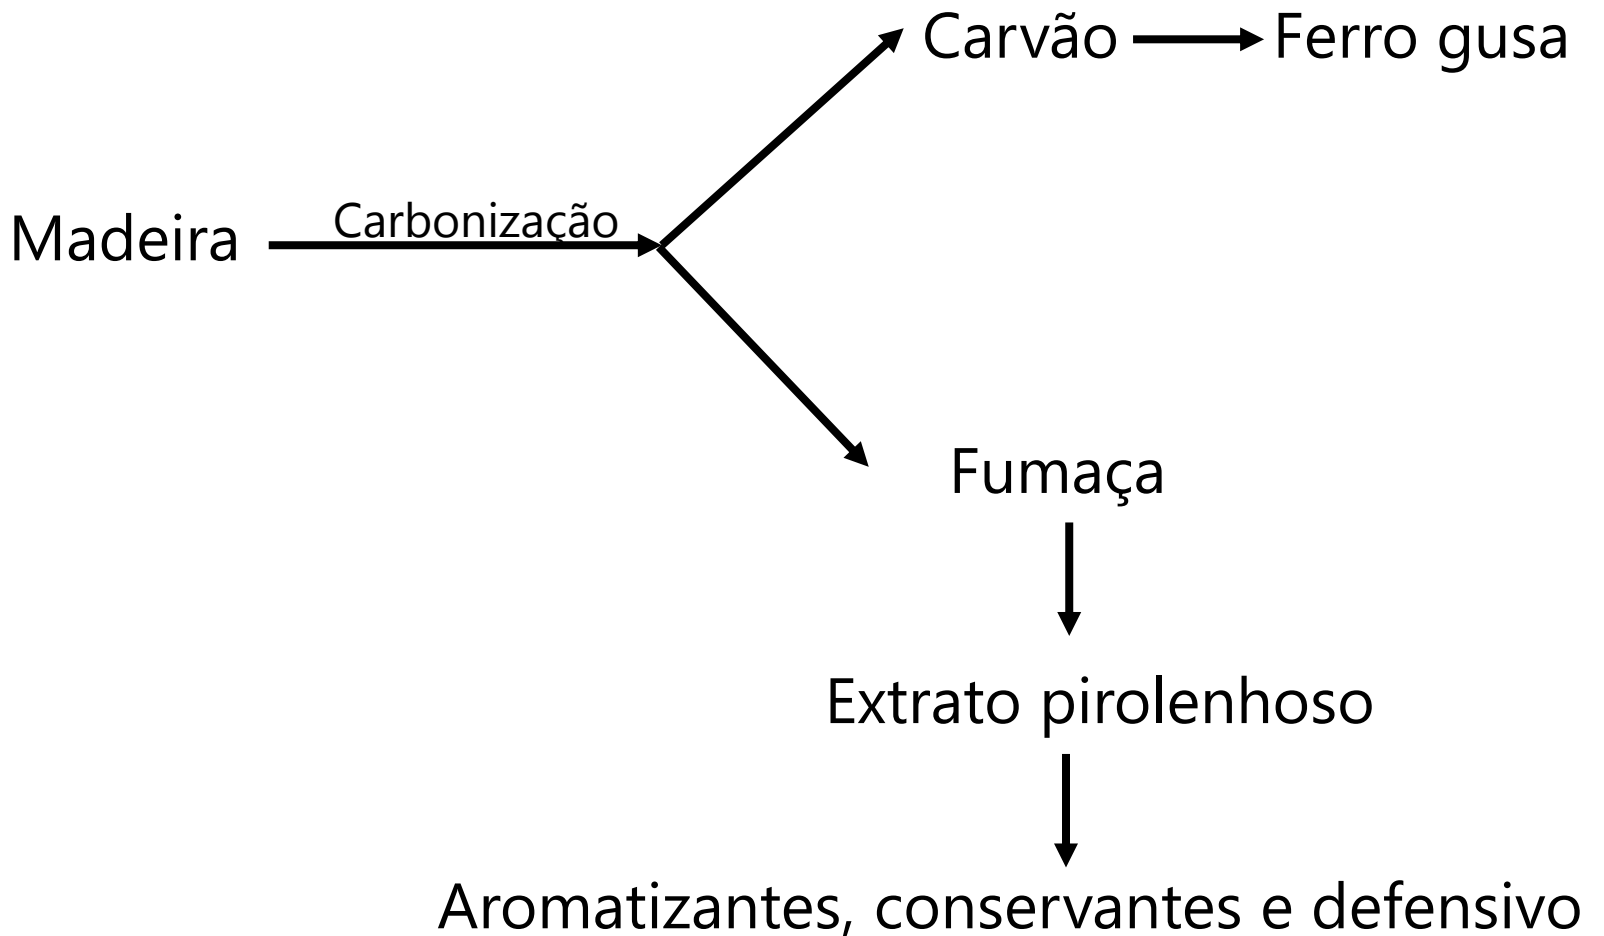 Carvão
Ferro gusa
Carbonização
Madeira
Fumaça
Extrato pirolenhoso
Aromatizantes, conservantes e defensivo